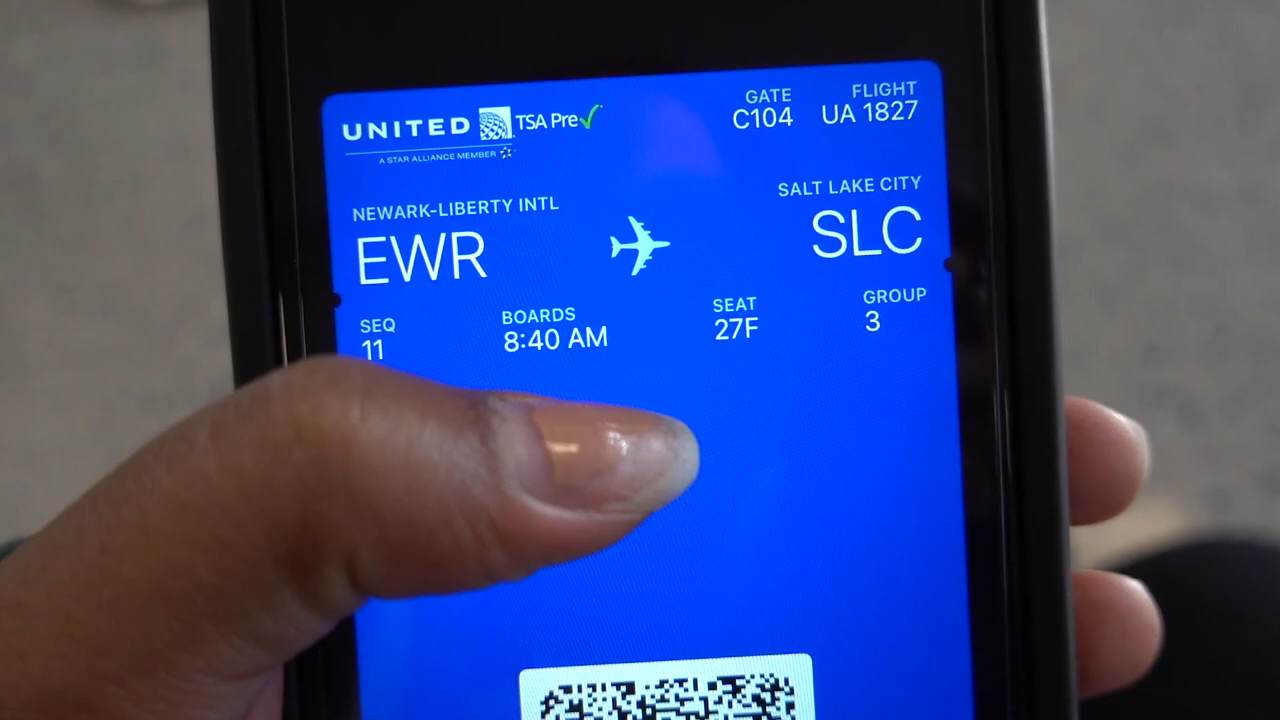 UNITED TSA Pre✓
A STAR ALLIANCE MEMBER
GATE FLIGHT
C104 UA 1827
NEWARK-LIBERTY INTL SALT LAKE CITY
EWR SLC
SEQ BOARDS SEAT GROUP
11 8:40 AM 27F 3